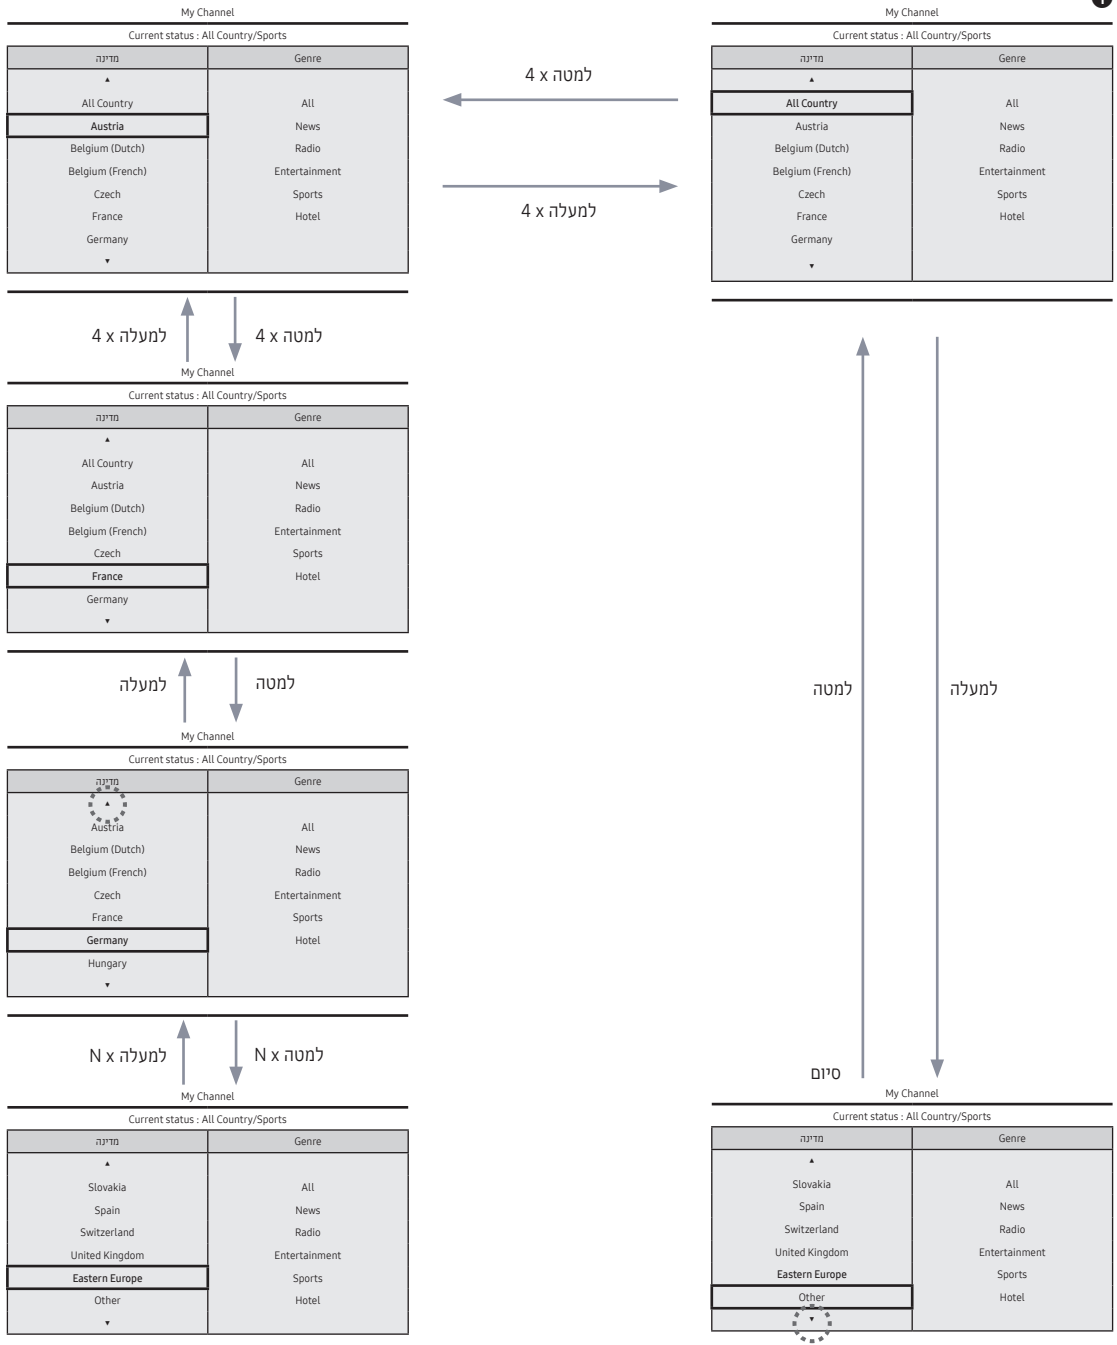 My Channel
Current status : All Country/Sports
מדינה Genre
▲
All Country All
Austria News
Belgium (Dutch) Radio
Belgium (French) Entertainment
Czech Sports
France Hotel
Germany
▼
למטה x 4
למעלה x 4
My Channel
Current status : All Country/Sports
מדינה Genre
▲
All Country All
Austria News
Belgium (Dutch) Radio
Belgium (French) Entertainment
Czech Sports
France Hotel
Germany
▼
למעלה x 4
למטה x 4
My Channel
Current status : All Country/Sports
מדינה Genre
▲
All Country All
Austria News
Belgium (Dutch) Radio
Belgium (French) Entertainment
Czech Sports
France Hotel
Germany
▼
למעלה
למטה
למטה
למעלה
My Channel
Current status : All Country/Sports
מדינה Genre
▲
Austria All
Belgium (Dutch) News
Belgium (French) Radio
Czech Entertainment
France Sports
Germany Hotel
Hungary
▼
למעלה x N
למטה x N
סיום
My Channel
Current status : All Country/Sports
מדינה Genre
▲
Slovakia All
Spain News
Switzerland Radio
United Kingdom Entertainment
Eastern Europe Sports
Other Hotel
▼
My Channel
Current status : All Country/Sports
מדינה Genre
▲
Slovakia All
Spain News
Switzerland Radio
United Kingdom Entertainment
Eastern Europe Sports
Other Hotel
▼